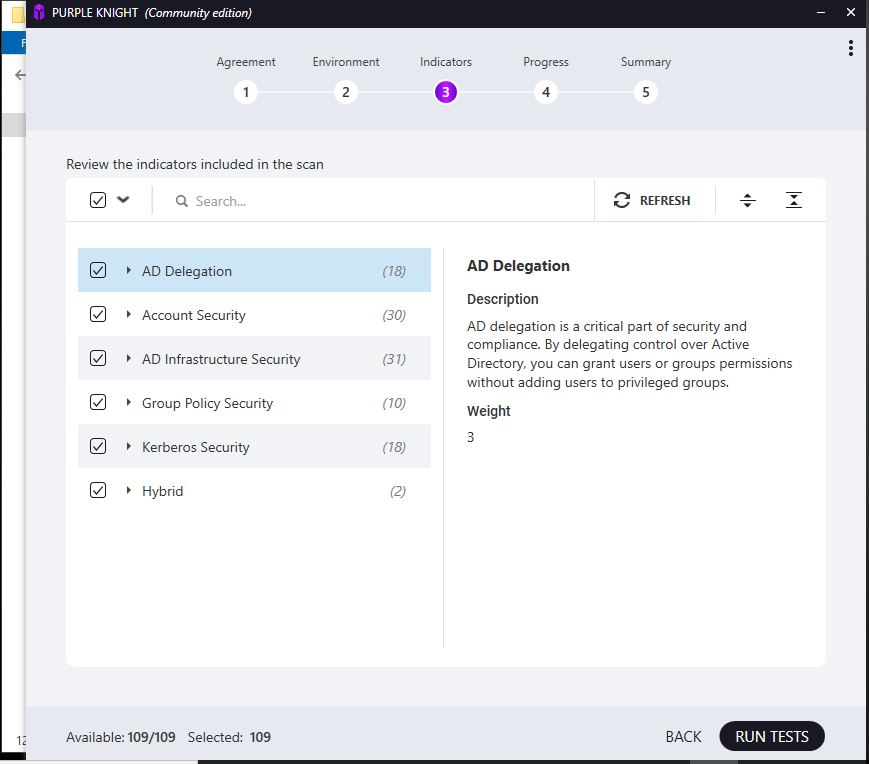 PURPLE KNIGHT (Community edition)
Agreement Environment Indicators Progress Summary
1 2 3 4 5
Review the indicators included in the scan
Search... REFRESH
AD Delegation (18)
Account Security (30)
AD Infrastructure Security (31)
Group Policy Security (10)
Kerberos Security (18)
Hybrid (2)
AD Delegation
Description
AD delegation is a critical part of security and
compliance. By delegating control over Active
Directory, you can grant users or groups permissions
without adding users to privileged groups.
Weight
3
12
Available: 109/109 Selected: 109 BACK RUN TESTS